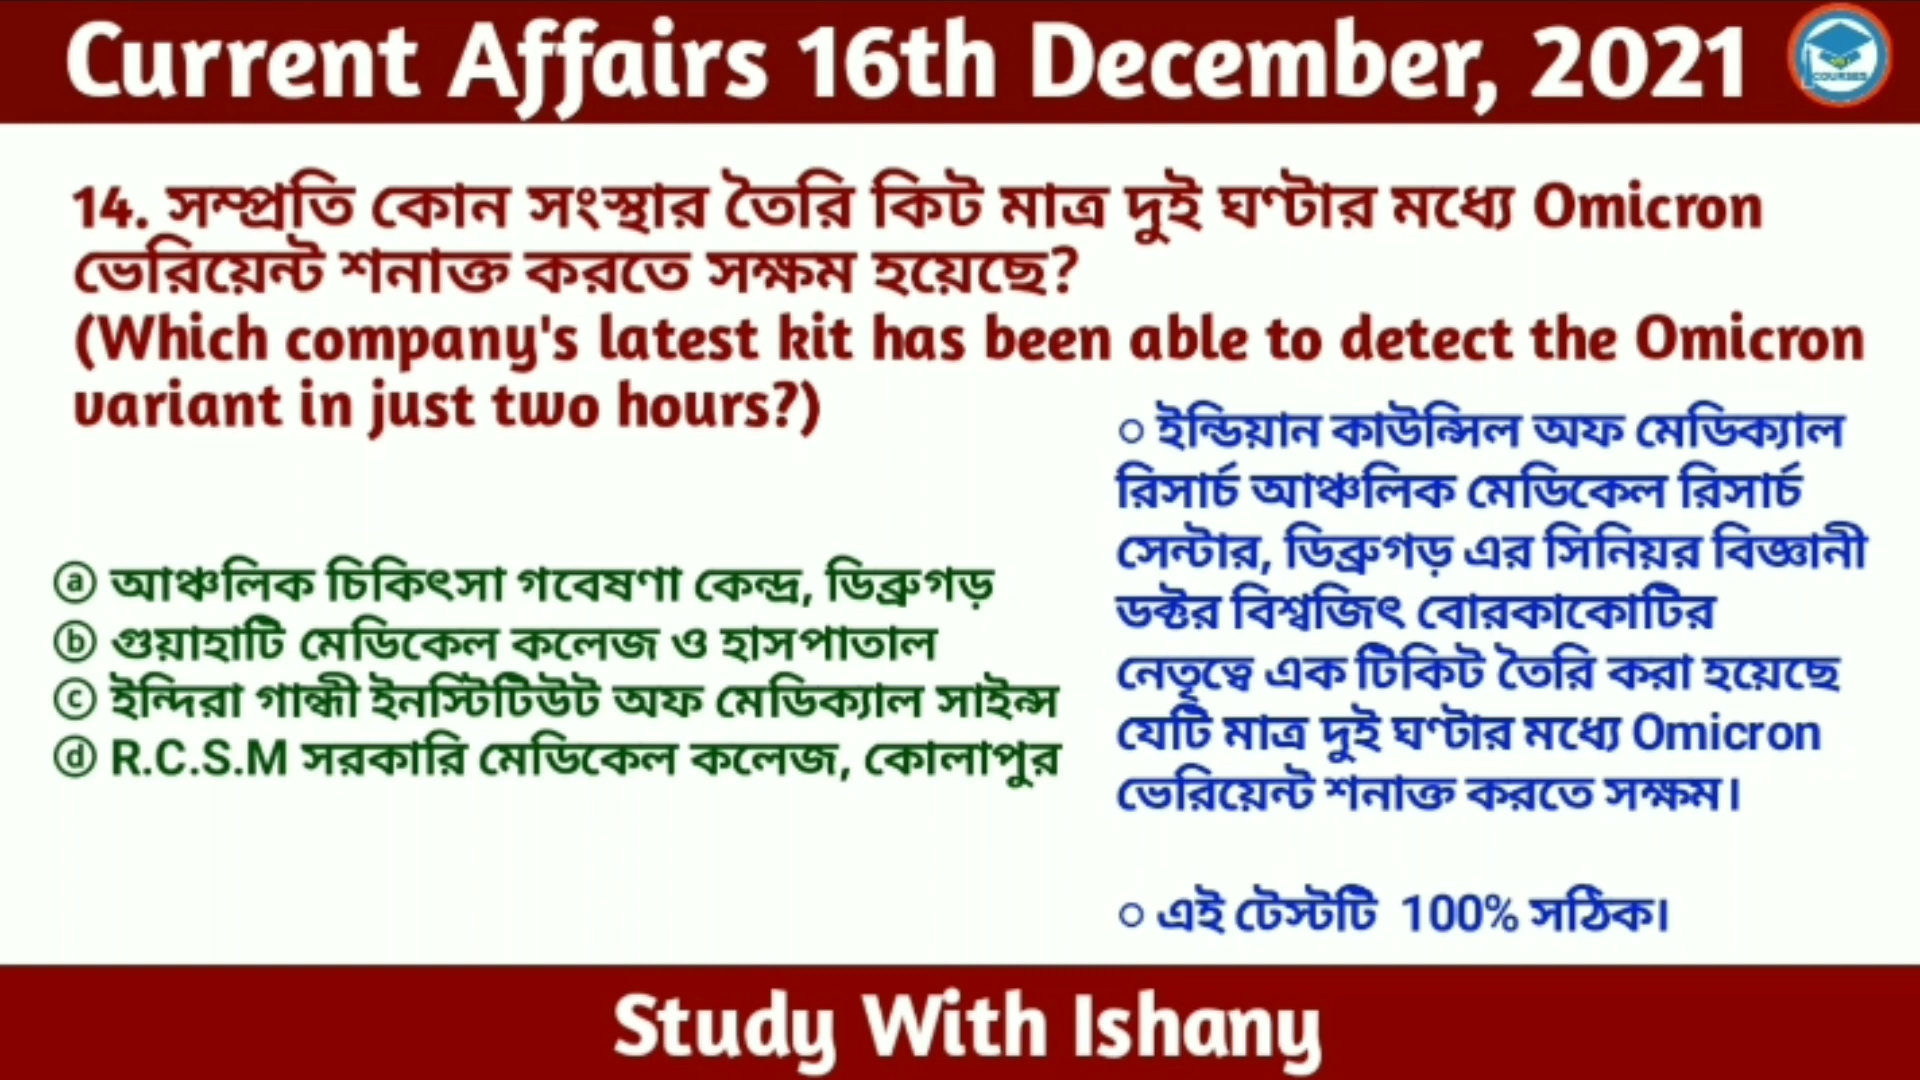 Current Affairs 16th December, 2021
COURSES
14. সম্প্রতি কোন সংস্থার তৈরি কিট মাত্র দুই ঘণ্টার মধ্যে Omicron
ভেরিয়েন্ট শনাক্ত করতে সক্ষম হয়েছে?
(Which company's latest kit has been able to detect the Omicron
variant in just two hours?)
ⓐ আঞ্চলিক চিকিৎসা গবেষণা কেন্দ্র, ডিব্রুগড়
ⓑ গুয়াহাটি মেডিকেল কলেজ ও হাসপাতাল
ⓒ ইন্দিরা গান্ধী ইনস্টিটিউট অফ মেডিক্যাল সাইন্স
ⓓ R.C.S.M সরকারি মেডিকেল কলেজ, কোলাপুর
○ ইন্ডিয়ান কাউন্সিল অফ মেডিক্যাল
রিসার্চ আঞ্চলিক মেডিকেল রিসার্চ
সেন্টার, ডিব্রুগড় এর সিনিয়র বিজ্ঞানী
ডক্টর বিশ্বজিৎ বোরকাকোটির
নেতৃত্বে এক টিকিট তৈরি করা হয়েছে
যেটি মাত্র দুই ঘণ্টার মধ্যে Omicron
ভেরিয়েন্ট শনাক্ত করতে সক্ষম।
○ এই টেস্টটি 100% সঠিক।
Study With Ishany